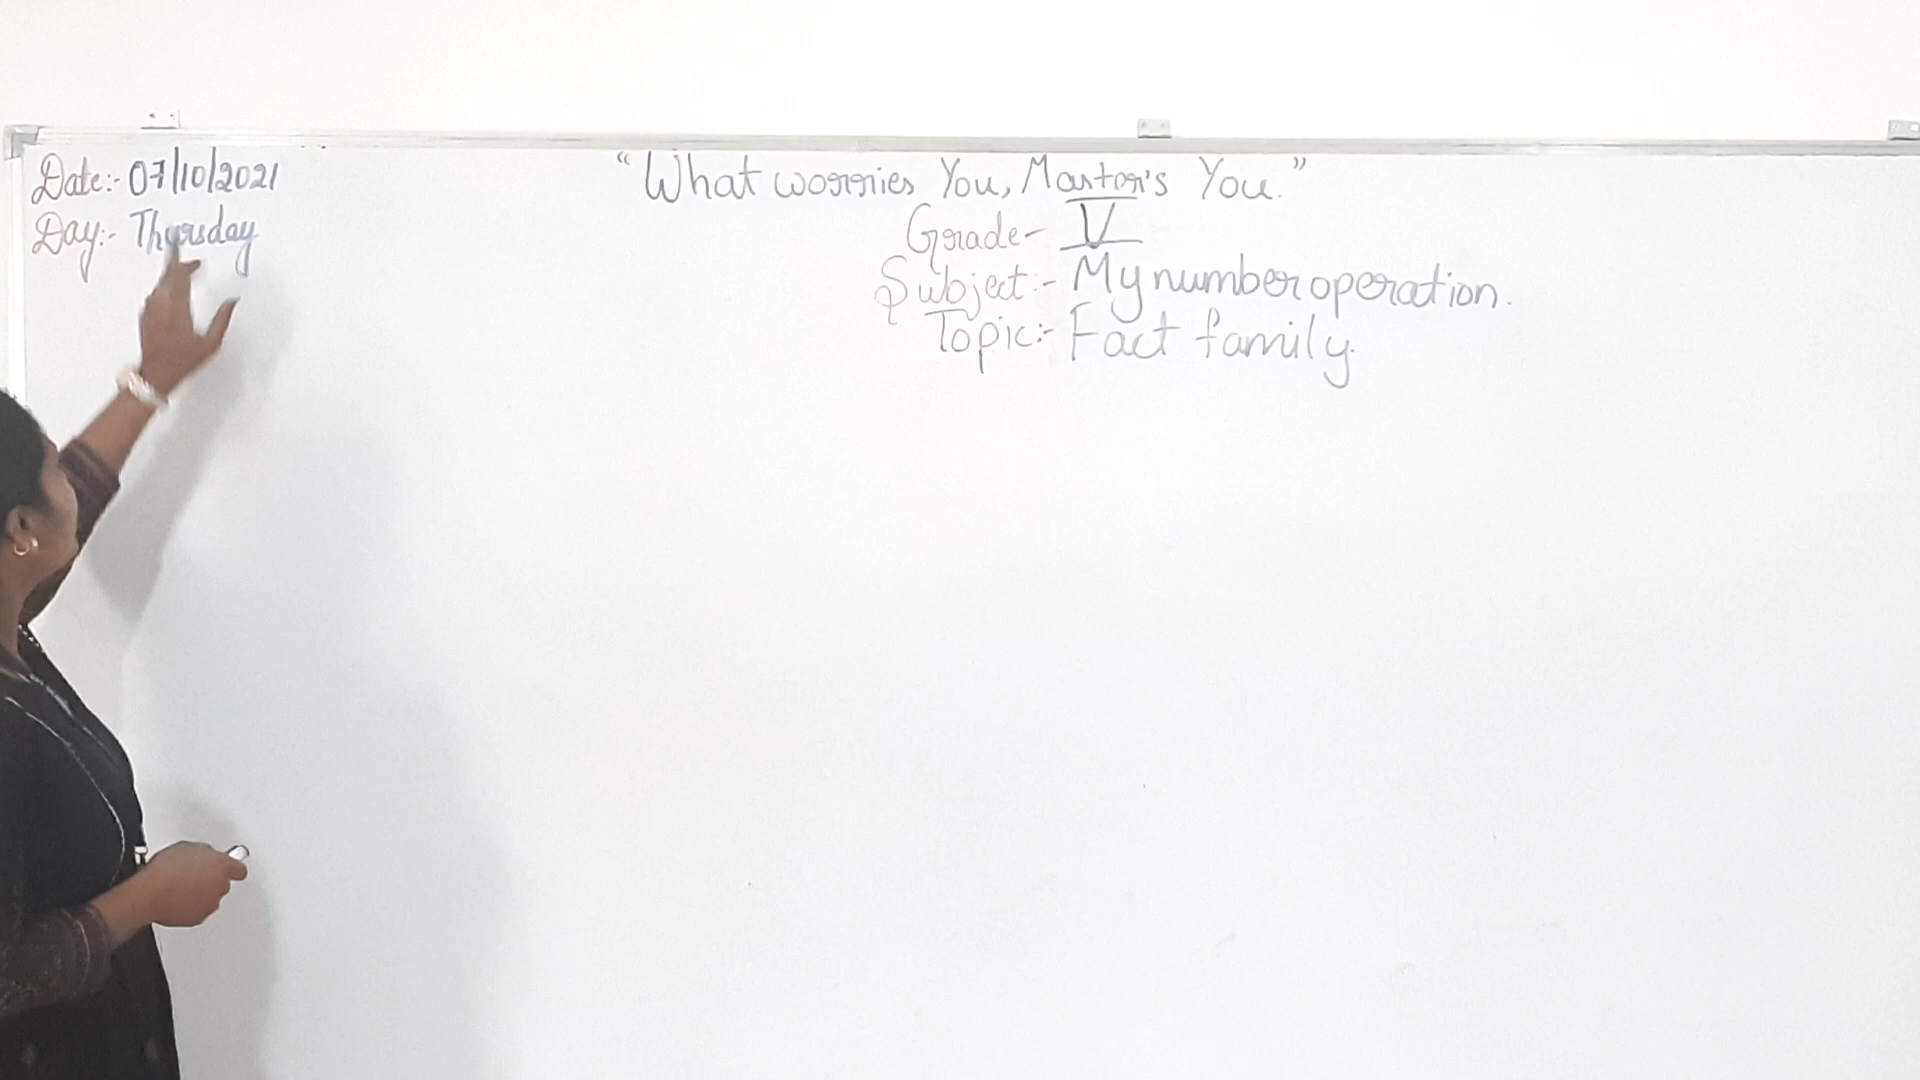 Date:- 07/10/2021
Day:- Thursday
"What worries You, Mastor's You."
Grade- V
Subject:- My number operation.
Topic:- Fact family.